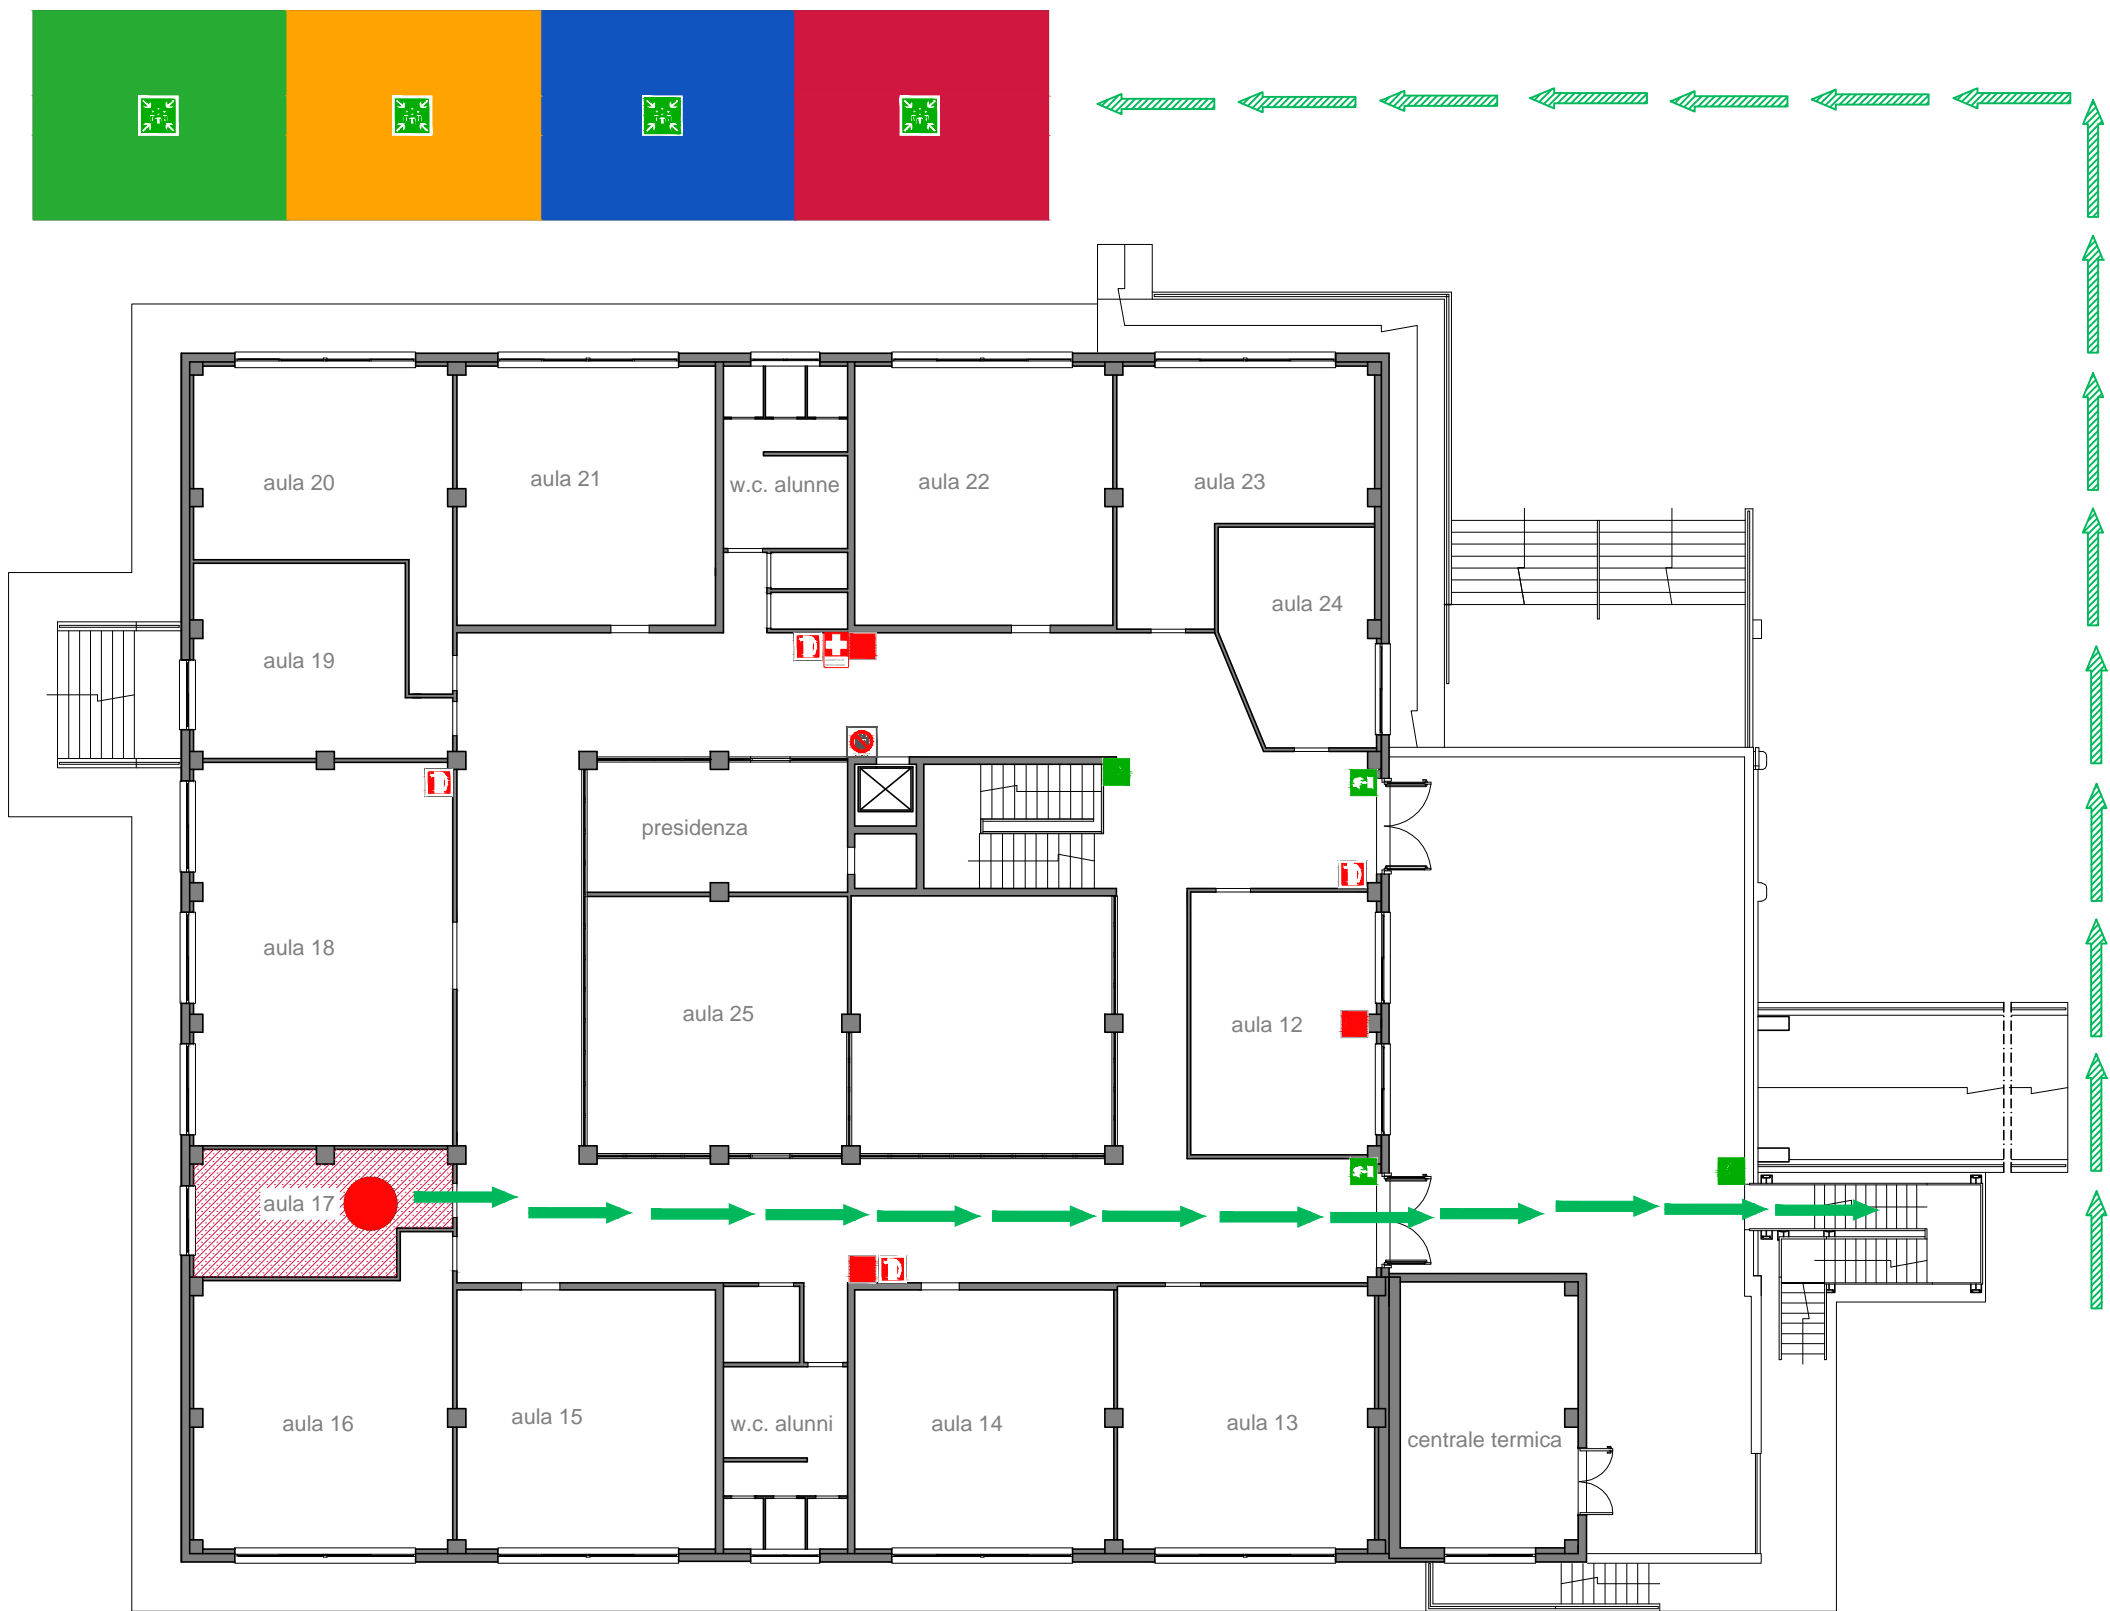 aula 20
aula 21
w.c. alunne
aula 22
aula 23
aula 24
aula 19
presidenza
aula 18
aula 25
aula 12
aula 17
aula 16
aula 15
w.c. alunni
aula 14
aula 13
centrale termica